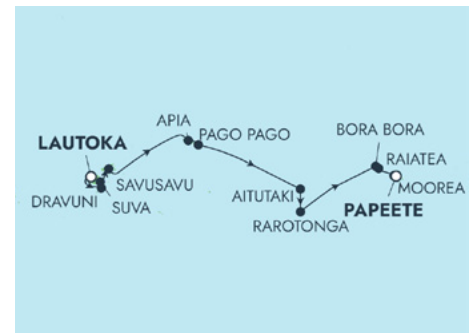 APIA
PAGO PAGO
LAUTOKA
SAVUSAVU
DRAVUNI
SUVA
AITUTAKI
RAROTONGA
BORA BORA
RAIATEA
MOOREA
PAPEETE